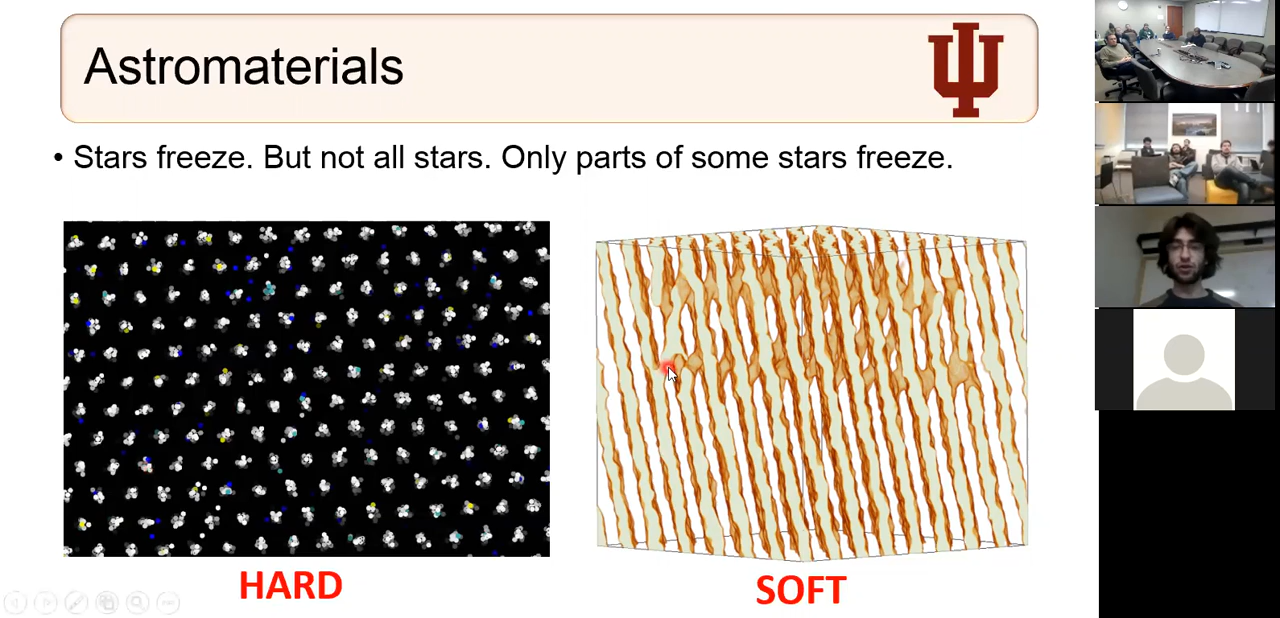 Astromaterials
• Stars freeze. But not all stars. Only parts of some stars freeze.
HARD
SOFT